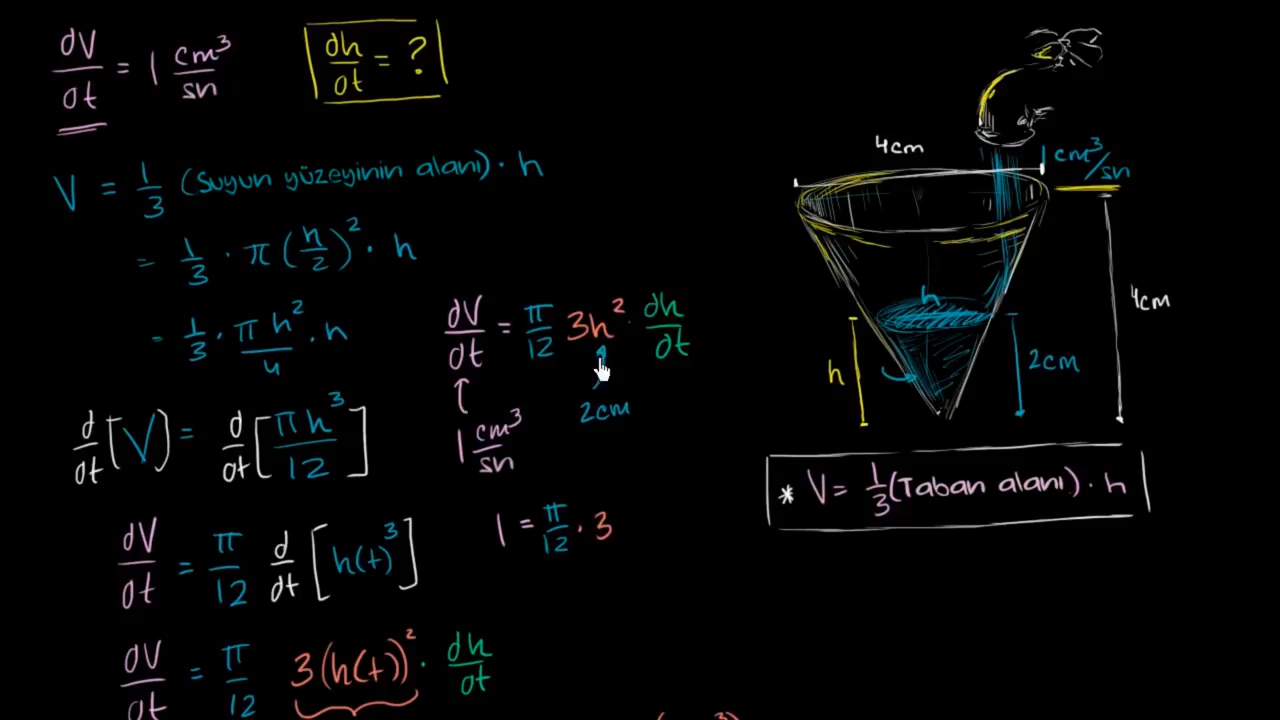 dV/dt = 1 cm³/sn
dh/dt = ?
V = 1/3 (Suyun yüzeyinin alanı) · h
= 1/3 · π (h/2)² · h
= 1/3 · πh²/4 · h
d/dt [V] = d/dt [πh³/12]
dV/dt = π/12 d/dt [h(t)³]
dV/dt = π/12 3(h(t))² · dh/dt
dV/dt = π/12 3h² · dh/dt
1 cm³/sn
2cm
1 = π/12 · 3
4cm
1 cm³/sn
4cm
h
h
2cm
* V = 1/3 (Taban alanı) · h